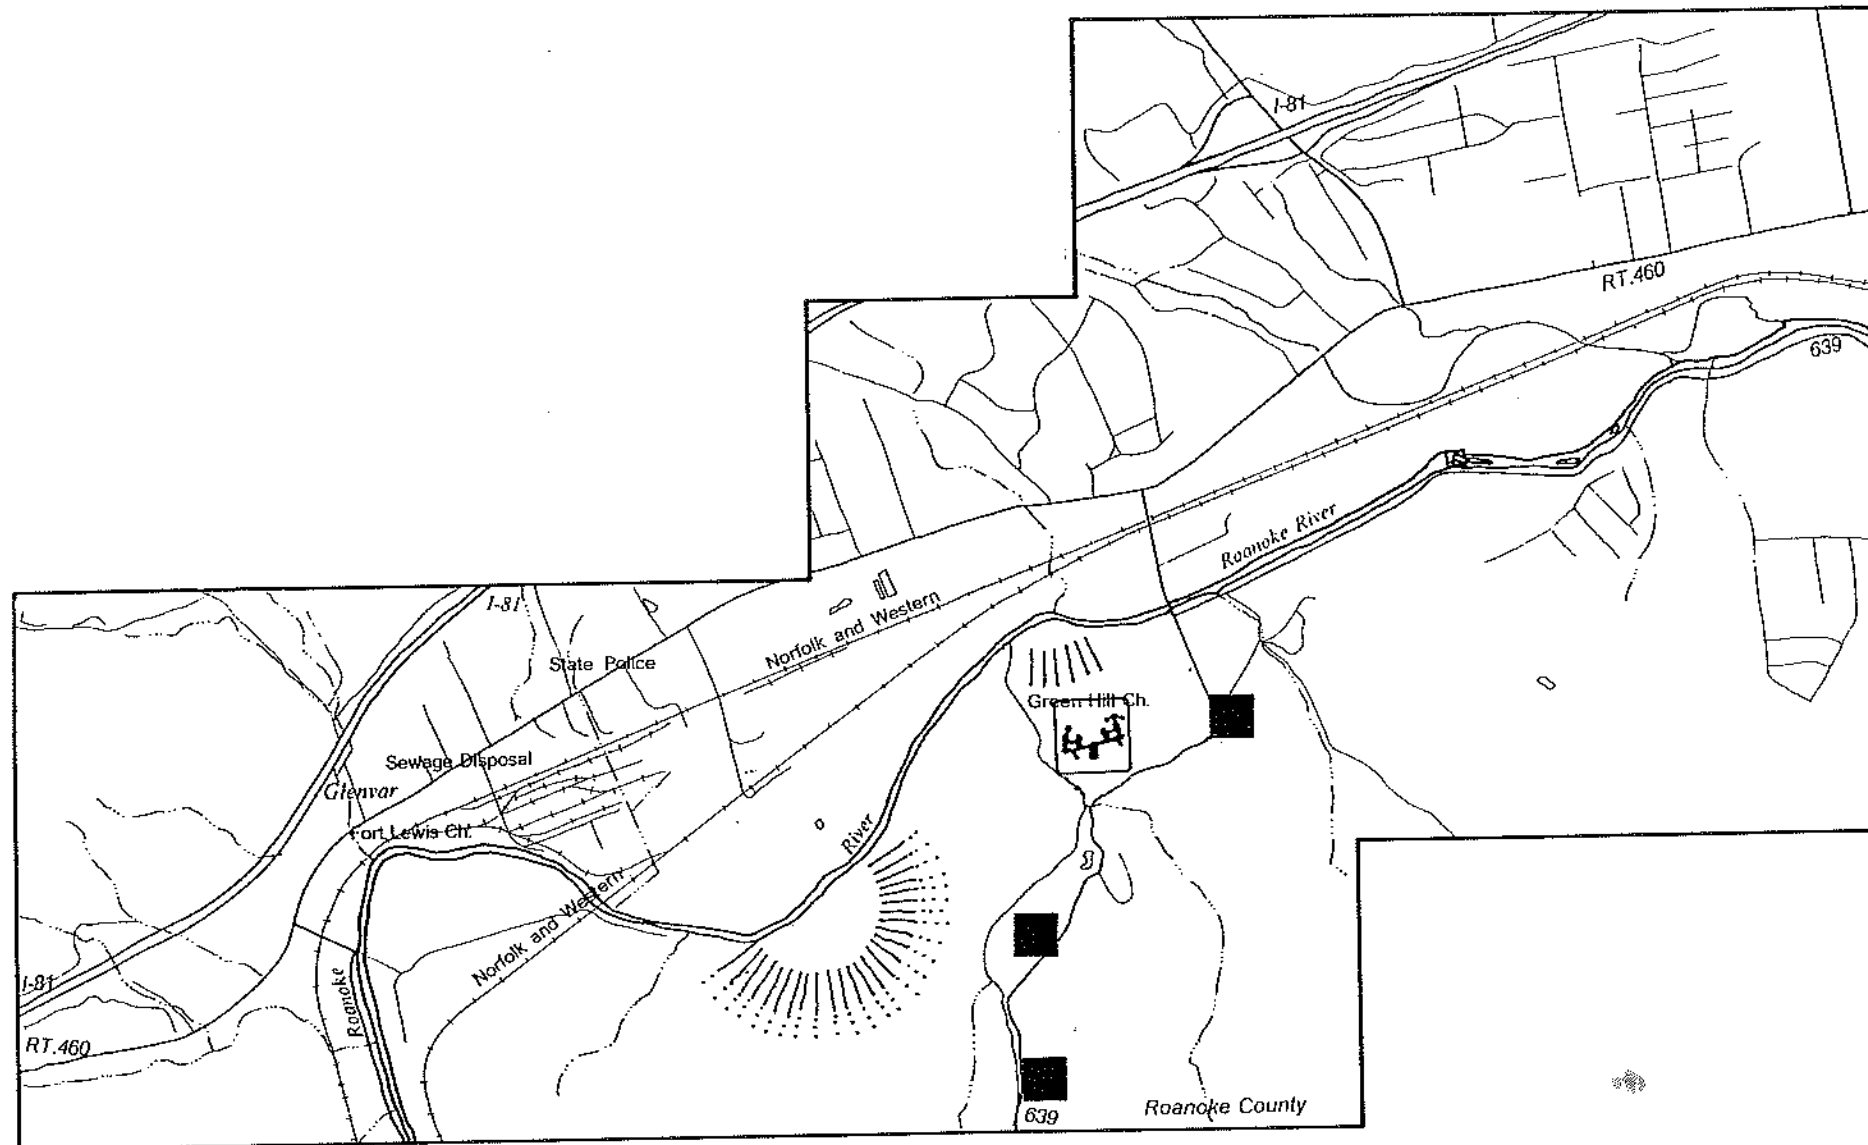 I-81
RT.460
639
Roanoke River
I-81
Norfolk and Western
State Police
Green Hill Ch.
Sewage Disposal
Glenvar
Fort Lewis Ch.
River
Norfolk and Western
I-81
Roanoke
RT.460
639
Roanoke County